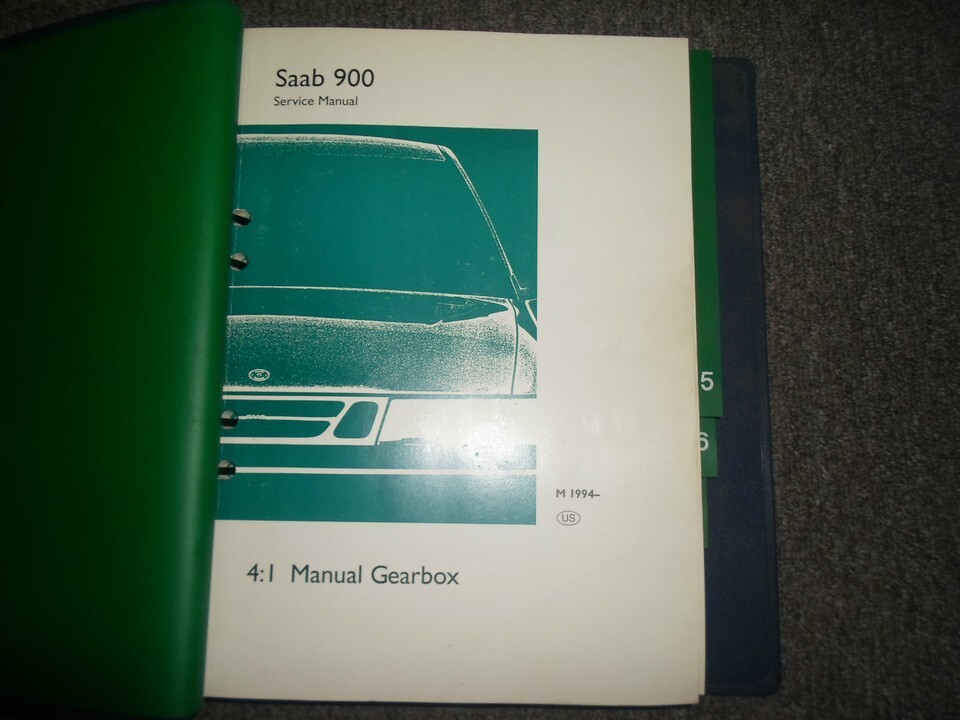 Saab 900
Service Manual
5
6
M 1994–
US
4:1 Manual Gearbox